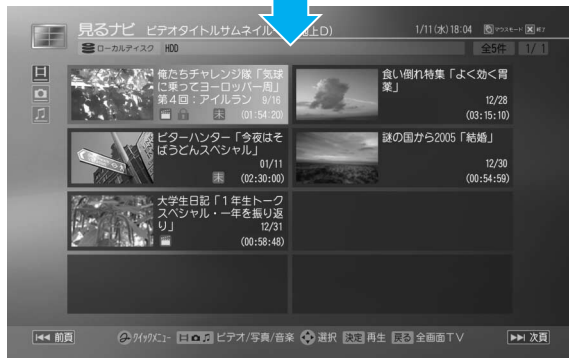 見るナビ ビデオタイトルサムネイル
上D)
1/11(水)18:04 マウスモード 終了
ローカルディスク HDD
全5件 1/ 1
俺たちチャレンジ隊「気球
に乗ってヨーロッパ一周」
第4回:アイルラン 9/16
未 (01:54:20)
食い倒れ特集「よく効く胃
薬」
12/28
(03:15:10)
ビターハンター「今夜はそ
ばうどんスペシャル」
01/11
未 (02:30:00)
謎の国から2005「結婚」
12/30
(00:54:59)
大学生日記「1年生トーク
スペシャル・一年を振り返
り」 12/31
(00:58:48)
前頁 クイックメニュー ビデオ/写真/音楽 選択 決定 再生 戻る 全画面TV 次頁